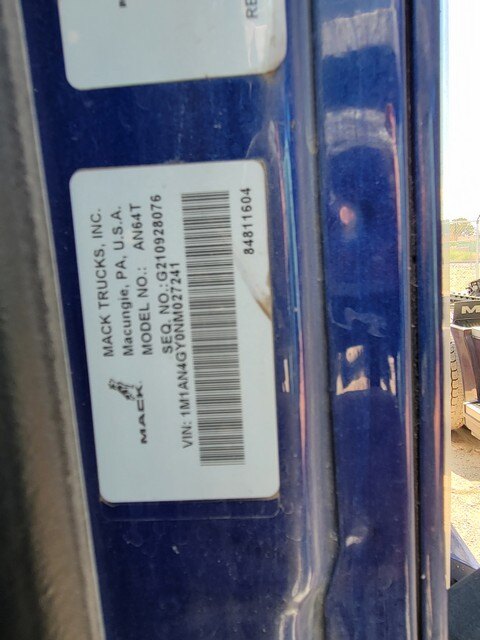 MACK TRUCKS, INC.
Macungie, PA, U.S.A.
MODEL NO.: AN64T
SEQ. NO.:G210928076
MACK
VIN: 1M1AN4GY0NM027241
84811604
RE